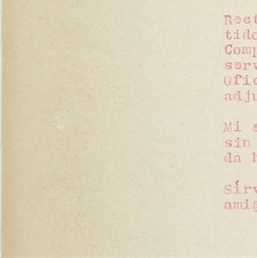 Rect
tido
Comp
serv
Ofic
adju
Mi e
sin
da h
Sírv
amig